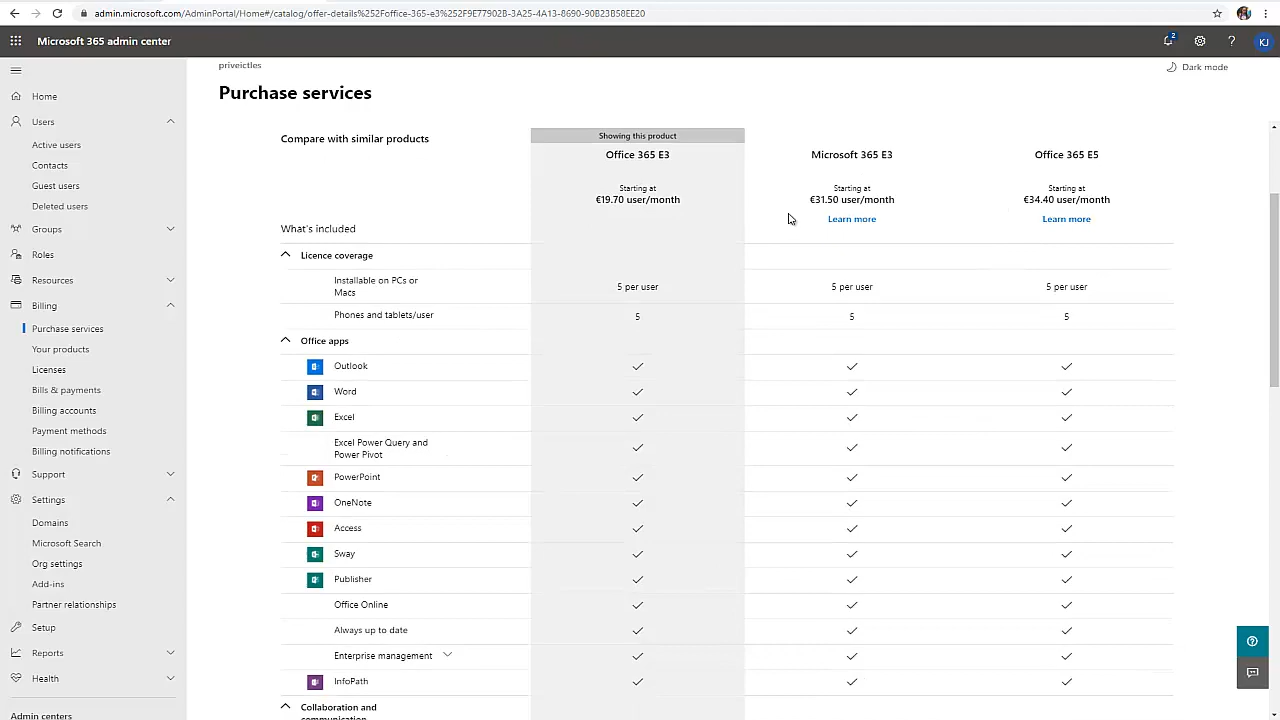 admin.microsoft.com/AdminPortal/Home#/catalog/offer-details%252Foffice-365-e3%252F9E77902B-3A25-4A13-8690-90B23B58EE20
Microsoft 365 admin center
2
KJ
priveictles
Dark mode
Purchase services
Home
Users
Active users
Contacts
Guest users
Deleted users
Groups
Roles
Resources
Billing
Purchase services
Your products
Licenses
Bills & payments
Billing accounts
Payment methods
Billing notifications
Support
Settings
Domains
Microsoft Search
Org settings
Add-ins
Partner relationships
Setup
Reports
Health
Admin centers
Compare with similar products
Showing this product
Office 365 E3
Microsoft 365 E3
Office 365 E5
Starting at
Starting at
Starting at
€19.70 user/month
€31.50 user/month
€34.40 user/month
Learn more
Learn more
What's included
Licence coverage
Installable on PCs or
Macs
5 per user
5 per user
5 per user
Phones and tablets/user
5
5
5
Office apps
Outlook
Word
Excel
Excel Power Query and
Power Pivot
PowerPoint
OneNote
Access
Sway
Publisher
Office Online
Always up to date
Enterprise management
InfoPath
Collaboration and
communication